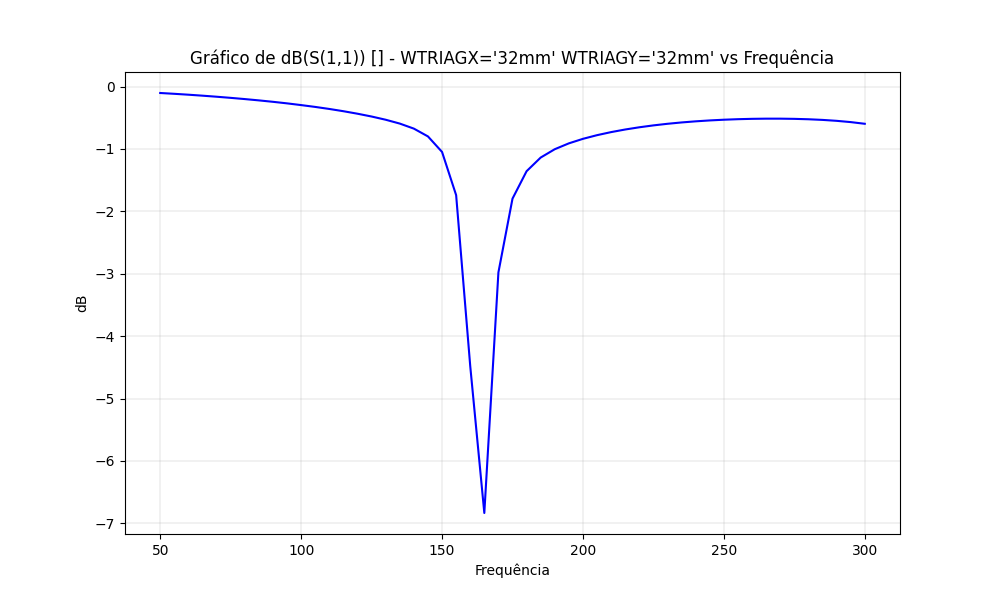 Gráfico de dB(S(1,1)) [] - WTRIAGX='32mm' WTRIAGY='32mm' vs Frequência
dB
0
−1
−2
−3
−4
−5
−6
−7
50 100 150 200 250 300
Frequência